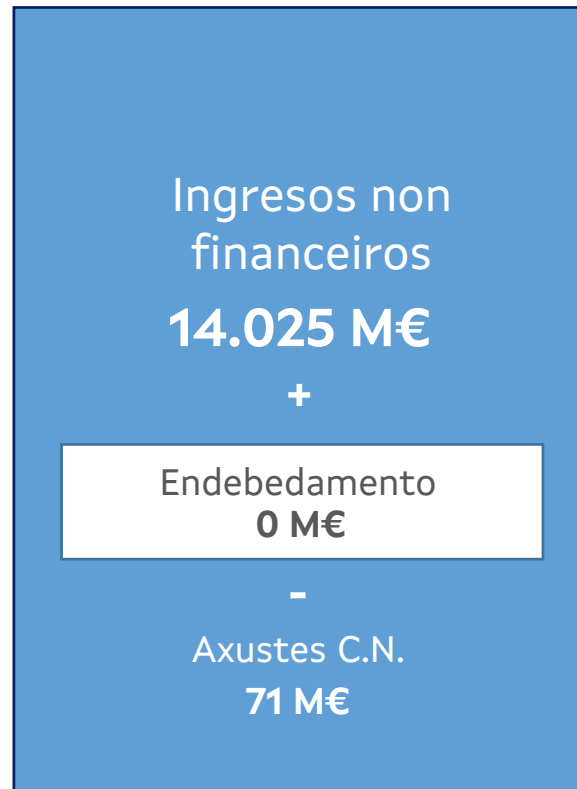 Ingresos non
financeiros
14.025 M€
+
Endebedamento
0 M€
-
Axustes C.N.
71 M€